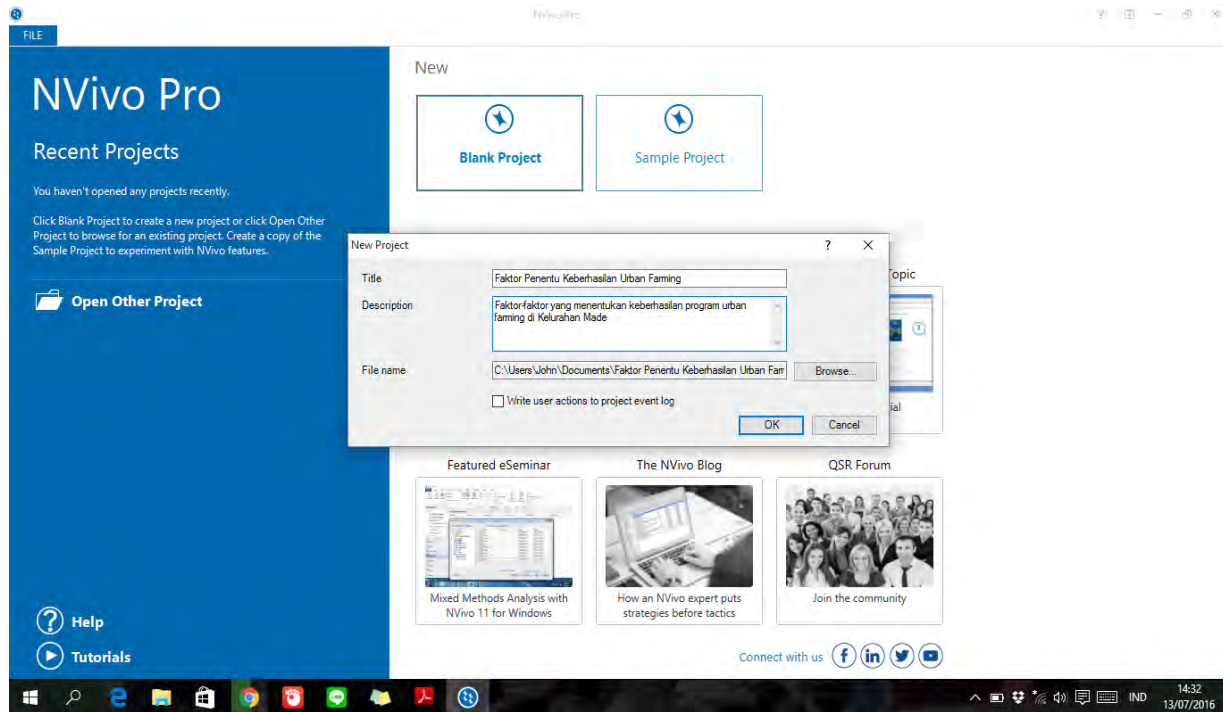 FILE
NVivo Pro
Recent Projects
You haven't opened any projects recently.
Click Blank Project to create a new project or click Open Other
Project to browse for an existing project. Create a copy of the
Sample Project to experiment with NVivo features.
Open Other Project
Help
Tutorials
New
Blank Project
Sample Project
New Project
Title
Faktor Penentu Keberhasilan Urban Farming
Description
Faktor-faktor yang menentukan keberhasilan program urban
farming di Kelurahan Made
File name
C:\Users\John\Documents\Faktor Penentu Keberhasilan Urban Farr
Browse...
Write user actions to project event log
OK
Cancel
opic
ial
Featured eSeminar
The NVivo Blog
QSR Forum
Mixed Methods Analysis with
NVivo 11 for Windows
How an NVivo expert puts
strategies before tactics
Join the community
Connect with us
IND
14:32
13/07/2016